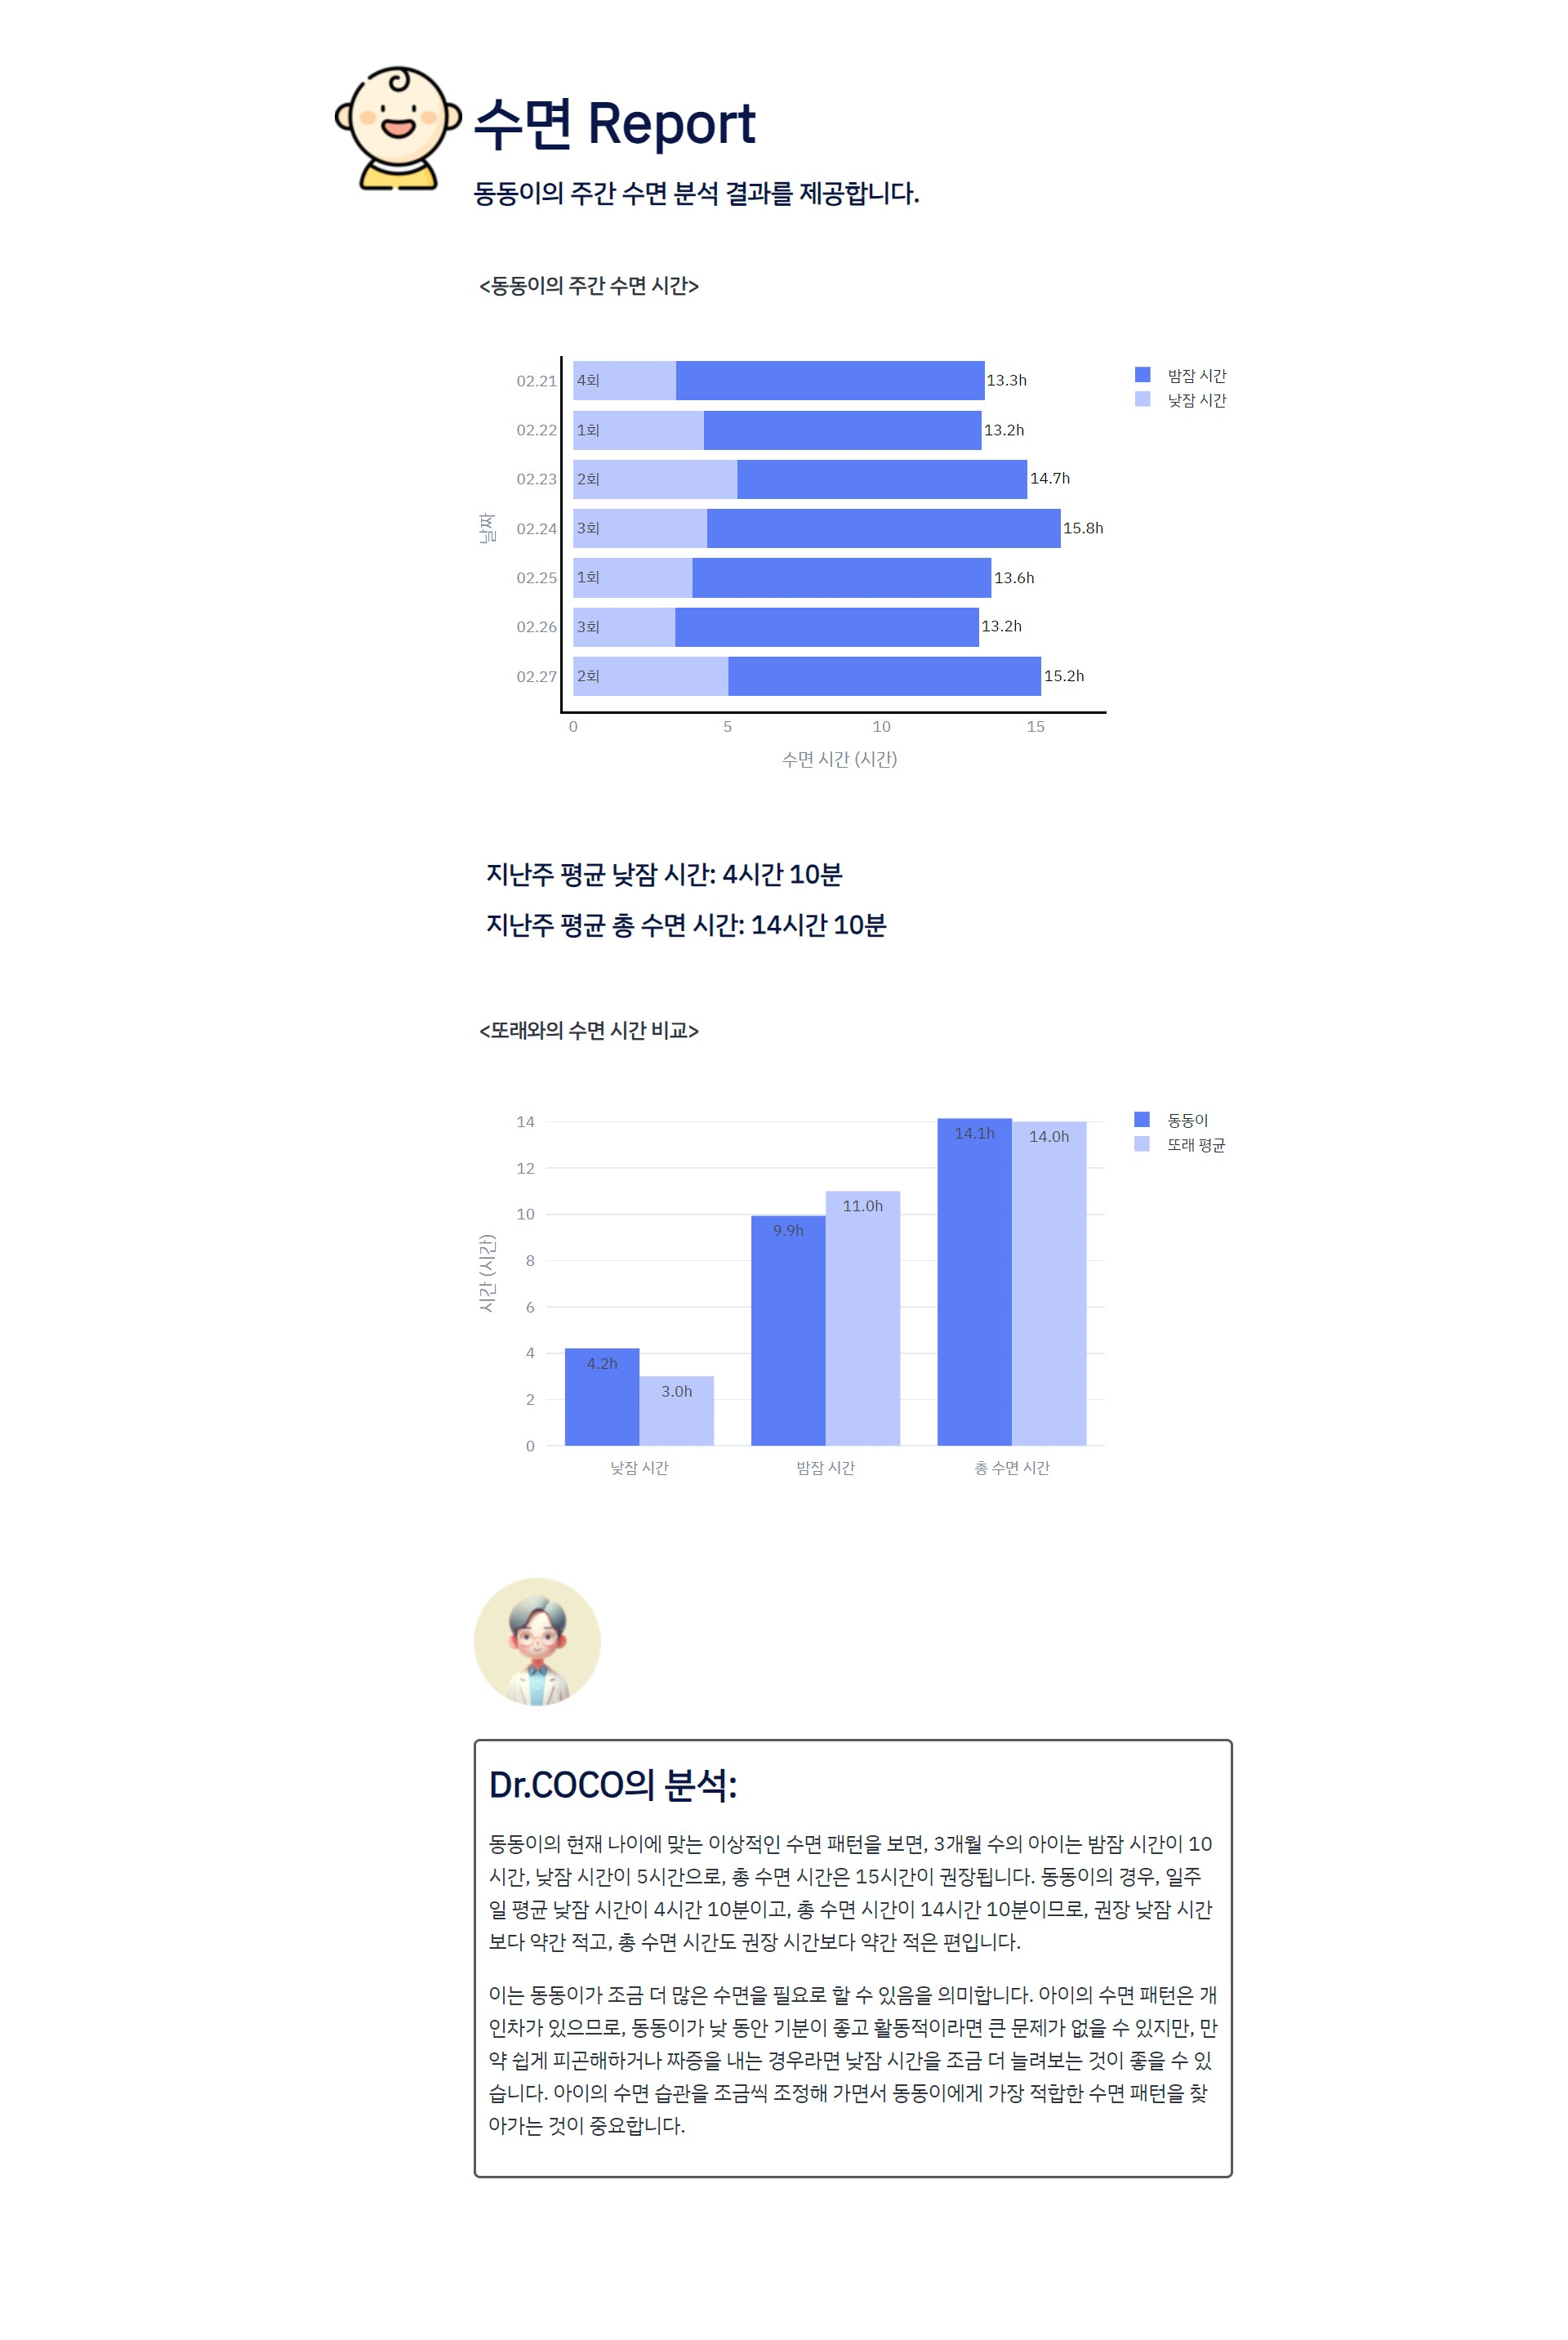 수면 Report
동동이의 주간 수면 분석 결과를 제공합니다.
<동동이의 주간 수면 시간>
밤잠 시간
낮잠 시간
날짜
02.21 4회 13.3h
02.22 1회 13.2h
02.23 2회 14.7h
02.24 3회 15.8h
02.25 1회 13.6h
02.26 3회 13.2h
02.27 2회 15.2h
0 5 10 15
수면 시간 (시간)
지난주 평균 낮잠 시간: 4시간 10분
지난주 평균 총 수면 시간: 14시간 10분
<또래와의 수면 시간 비교>
동동이
또래 평균
시간 (시간)
14
12
10
8
6
4
2
0
4.2h 3.0h
9.9h 11.0h
14.1h 14.0h
낮잠 시간 밤잠 시간 총 수면 시간
Dr.COCO의 분석:
동동이의 현재 나이에 맞는 이상적인 수면 패턴을 보면, 3개월 수의 아이는 밤잠 시간이 10
시간, 낮잠 시간이 5시간으로, 총 수면 시간은 15시간이 권장됩니다. 동동이의 경우, 일주
일 평균 낮잠 시간이 4시간 10분이고, 총 수면 시간이 14시간 10분이므로, 권장 낮잠 시간
보다 약간 적고, 총 수면 시간도 권장 시간보다 약간 적은 편입니다.
이는 동동이가 조금 더 많은 수면을 필요로 할 수 있음을 의미합니다. 아이의 수면 패턴은 개
인차가 있으므로, 동동이가 낮 동안 기분이 좋고 활동적이라면 큰 문제가 없을 수 있지만, 만
약 쉽게 피곤해하거나 짜증을 내는 경우라면 낮잠 시간을 조금 더 늘려보는 것이 좋을 수 있
습니다. 아이의 수면 습관을 조금씩 조정해 가면서 동동이에게 가장 적합한 수면 패턴을 찾
아가는 것이 중요합니다.